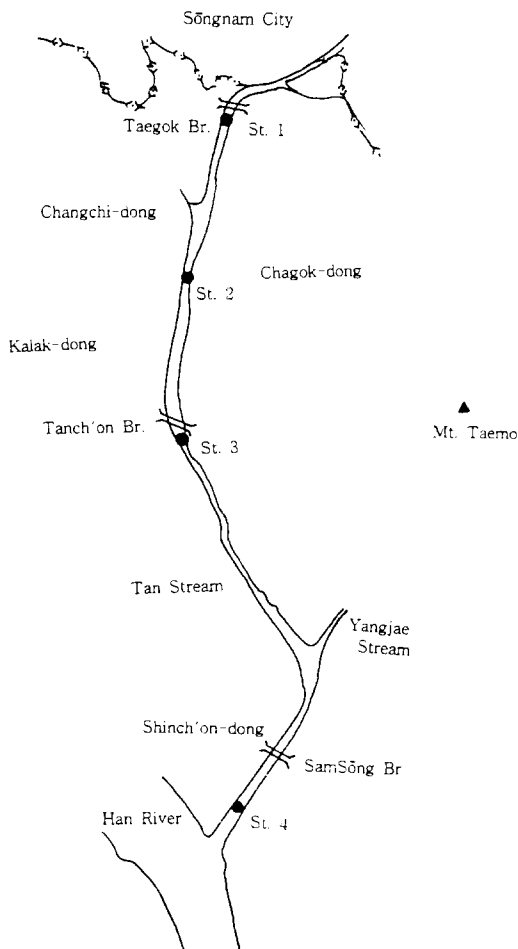 Sŏngnam City
Taegok Br.
St. 1
Changchi-dong
Chagok-dong
St. 2
Kalak-dong
Tanch'on Br.
St. 3
Mt. Taemo
Tan Stream
Yangjae
Stream
Shinch'on-dong
SamSŏng Br
Han River
St. 4